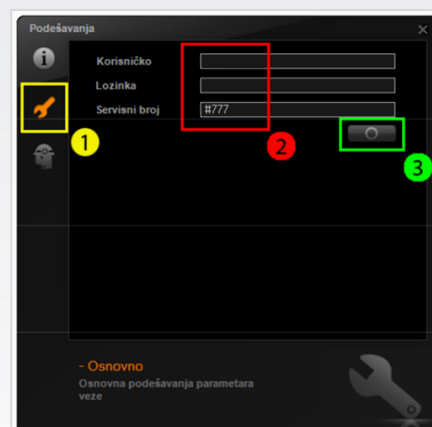 Podešavanja
Korisničko
Lozinka
Servisni broj #777
1
2
3
- Osnovno
Osnovna podešavanja parametara
veze